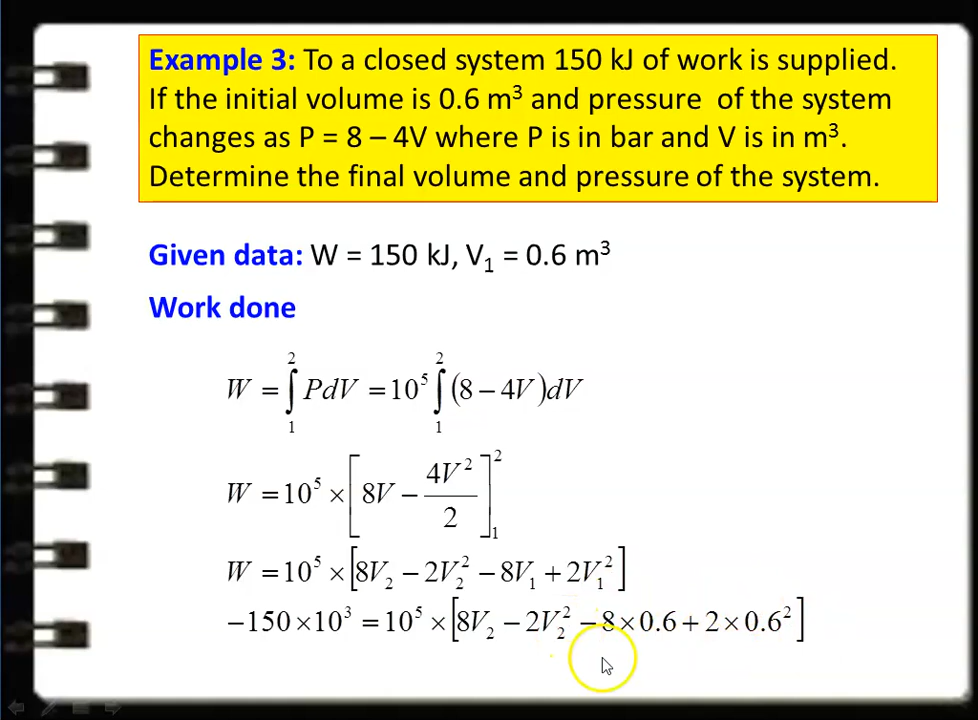 Example 3: To a closed system 150 kJ of work is supplied.
If the initial volume is 0.6 m³ and pressure of the system
changes as P = 8 – 4V where P is in bar and V is in m³.
Determine the final volume and pressure of the system.
Given data: W = 150 kJ, V₁ = 0.6 m³
Work done
W = ∫₁² PdV = 10⁵ ∫₁² (8 − 4V)dV
W = 10⁵ × [8V − 4V²/2]₁²
W = 10⁵ × [8V₂ − 2V₂² − 8V₁ + 2V₁²]
−150 × 10³ = 10⁵ × [8V₂ − 2V₂² − 8 × 0.6 + 2 × 0.6²]